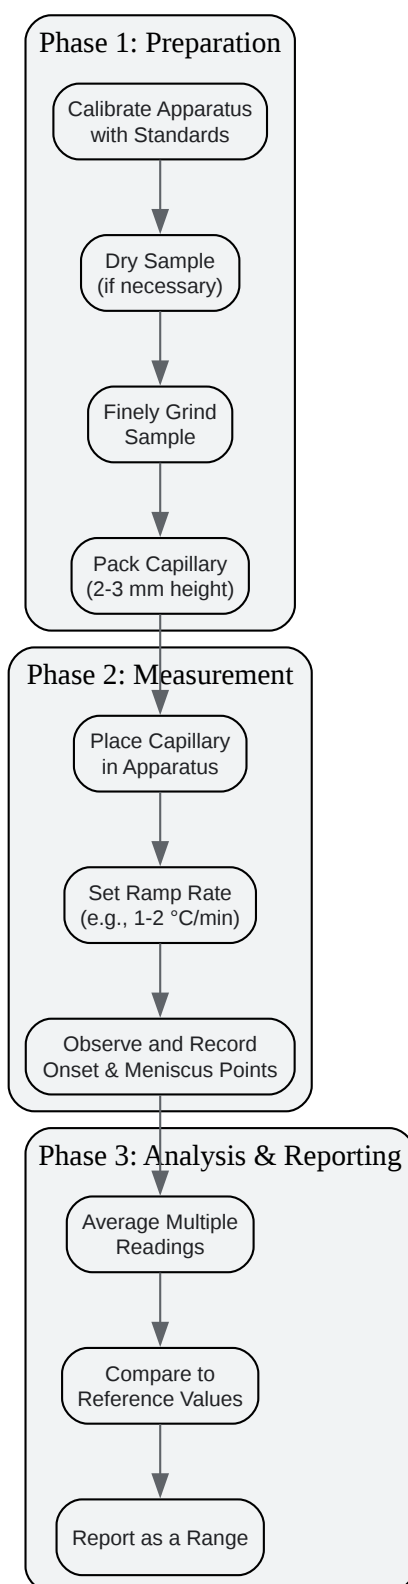 Phase 1: Preparation
Calibrate Apparatus
with Standards
Dry Sample
(if necessary)
Finely Grind
Sample
Pack Capillary
(2-3 mm height)
Phase 2: Measurement
Place Capillary
in Apparatus
Set Ramp Rate
(e.g., 1-2 °C/min)
Observe and Record
Onset & Meniscus Points
Phase 3: Analysis & Reporting
Average Multiple
Readings
Compare to
Reference Values
Report as a Range